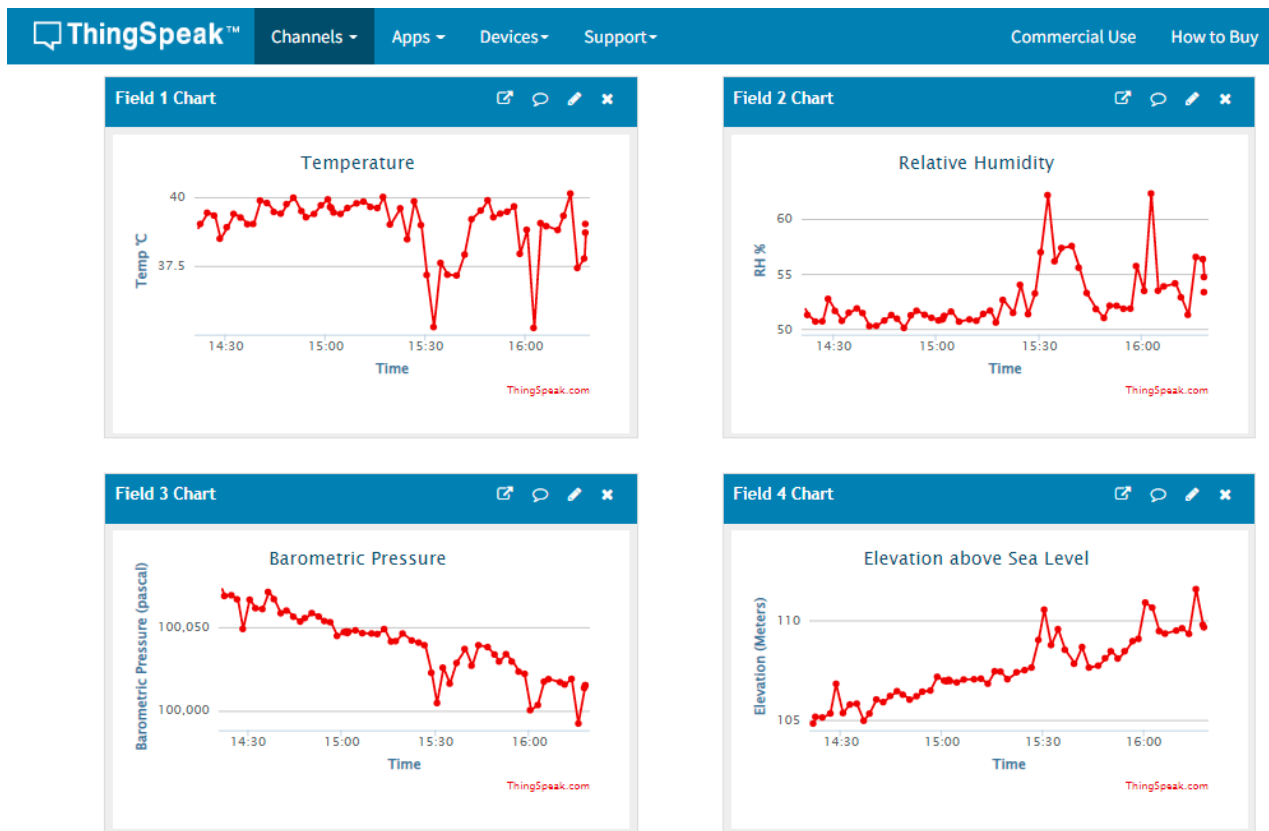 ThingSpeak™ Channels Apps Devices Support Commercial Use How to Buy
Field 1 Chart
Temperature
Temp °C
40
37.5
14:30 15:00 15:30 16:00
Time
ThingSpeak.com
Field 2 Chart
Relative Humidity
RH %
60
55
50
14:30 15:00 15:30 16:00
Time
ThingSpeak.com
Field 3 Chart
Barometric Pressure
Barometric Pressure (pascal)
100,050
100,000
14:30 15:00 15:30 16:00
Time
ThingSpeak.com
Field 4 Chart
Elevation above Sea Level
Elevation (Meters)
110
105
14:30 15:00 15:30 16:00
Time
ThingSpeak.com